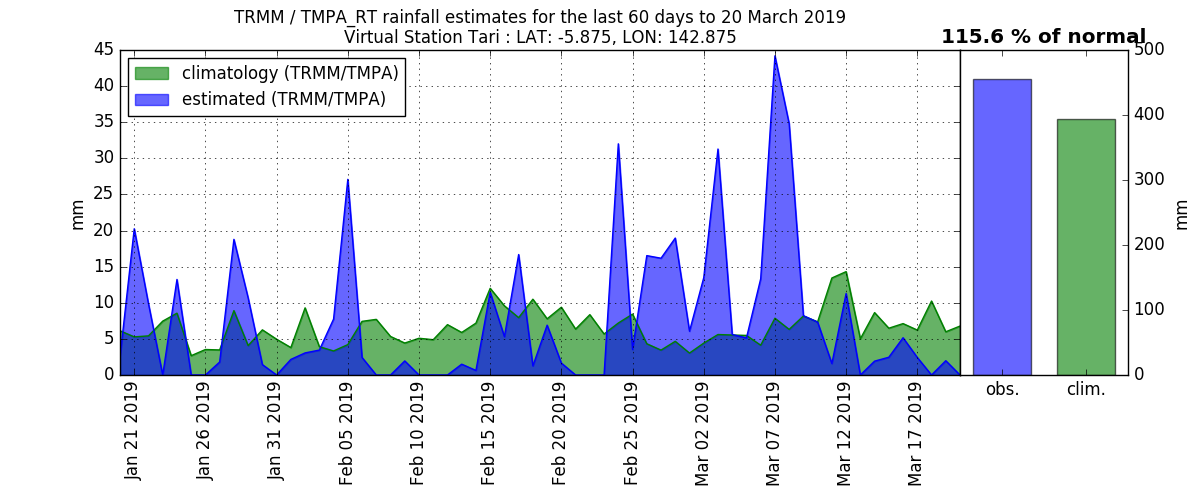 TRMM / TMPA_RT rainfall estimates for the last 60 days to 20 March 2019
Virtual Station Tari : LAT: -5.875, LON: 142.875
115.6 % of normal
climatology (TRMM/TMPA)
estimated (TRMM/TMPA)
45
40
35
30
25
20
15
10
5
0
mm
Jan 21 2019
Jan 26 2019
Jan 31 2019
Feb 05 2019
Feb 10 2019
Feb 15 2019
Feb 20 2019
Feb 25 2019
Mar 02 2019
Mar 07 2019
Mar 12 2019
Mar 17 2019
obs.
clim.
500
400
300
200
100
0
mm